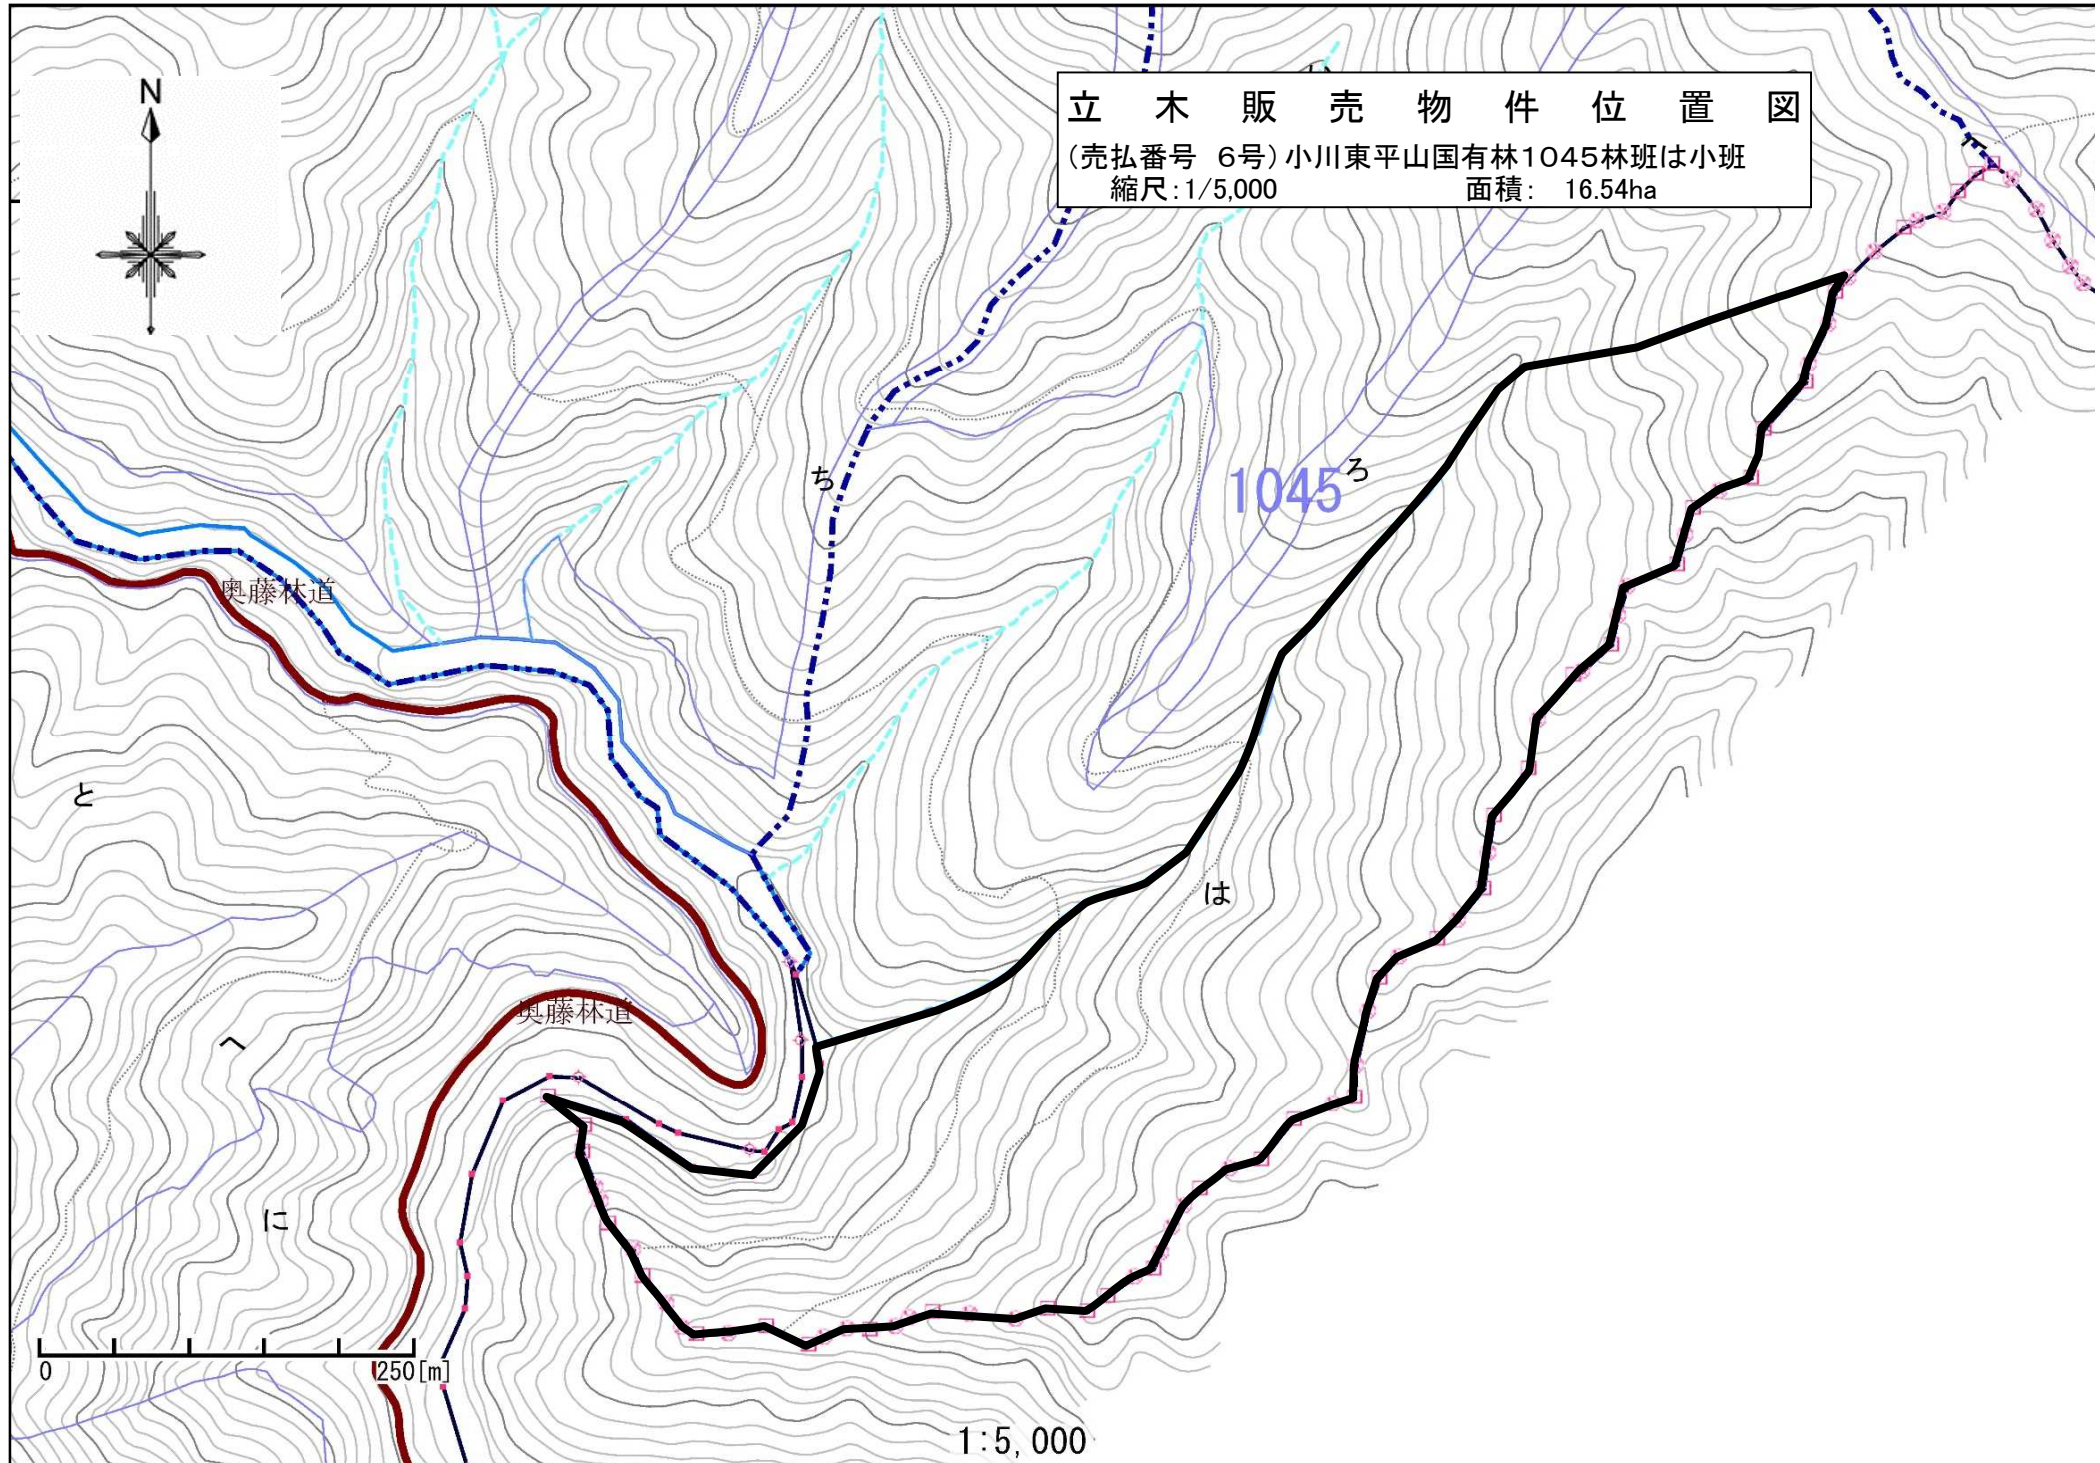 N
立木販売物件位置図
(売払番号 6号)小川東平山国有林1045林班は小班
縮尺:1/5,000 面積: 16.54ha
ち
1045
ろ
奥藤林道
と
は
奥藤林道
へ
に
0 250[m]
1:5,000